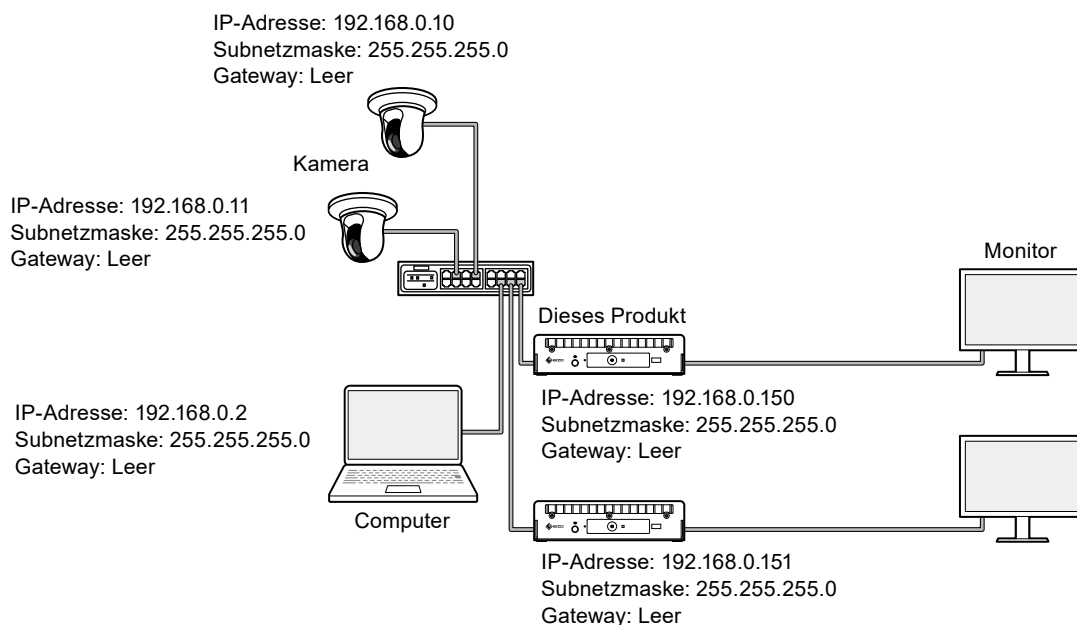 IP-Adresse: 192.168.0.10
Subnetzmaske: 255.255.255.0
Gateway: Leer
Kamera
IP-Adresse: 192.168.0.11
Subnetzmaske: 255.255.255.0
Gateway: Leer
Monitor
Dieses Produkt
IP-Adresse: 192.168.0.2
Subnetzmaske: 255.255.255.0
Gateway: Leer
Computer
IP-Adresse: 192.168.0.150
Subnetzmaske: 255.255.255.0
Gateway: Leer
IP-Adresse: 192.168.0.151
Subnetzmaske: 255.255.255.0
Gateway: Leer